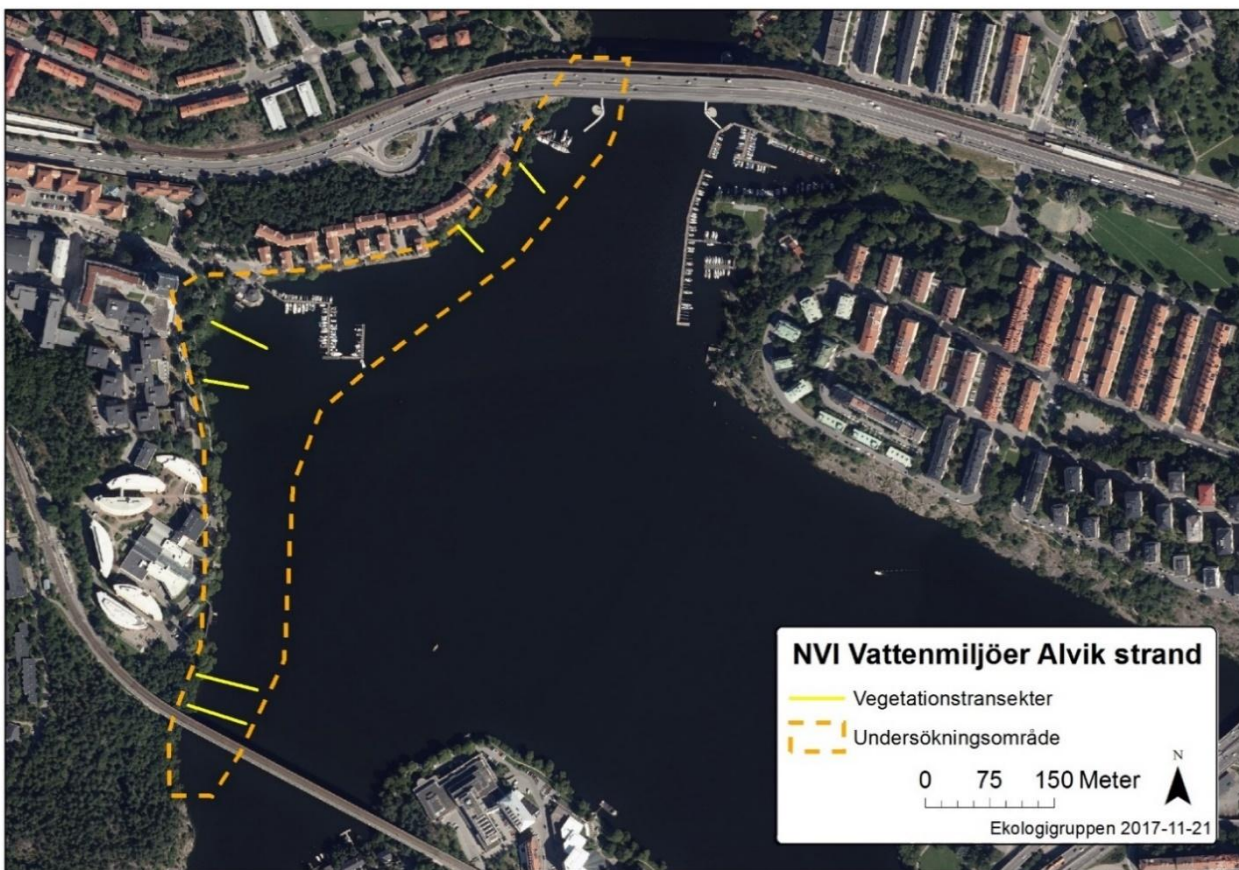 NVI Vattenmiljöer Alvik strand
Vegetationstransekter
Undersökningsområde
0 75 150 Meter
N
Ekologigruppen 2017-11-21